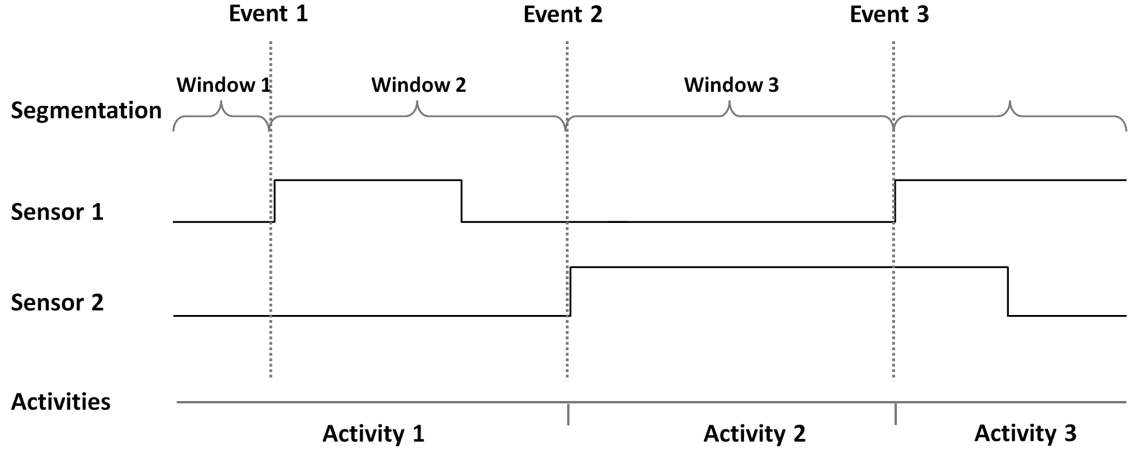 Event 1 Event 2 Event 3
Window 1 Window 2 Window 3
Segmentation
Sensor 1
Sensor 2
Activities
Activity 1 Activity 2 Activity 3